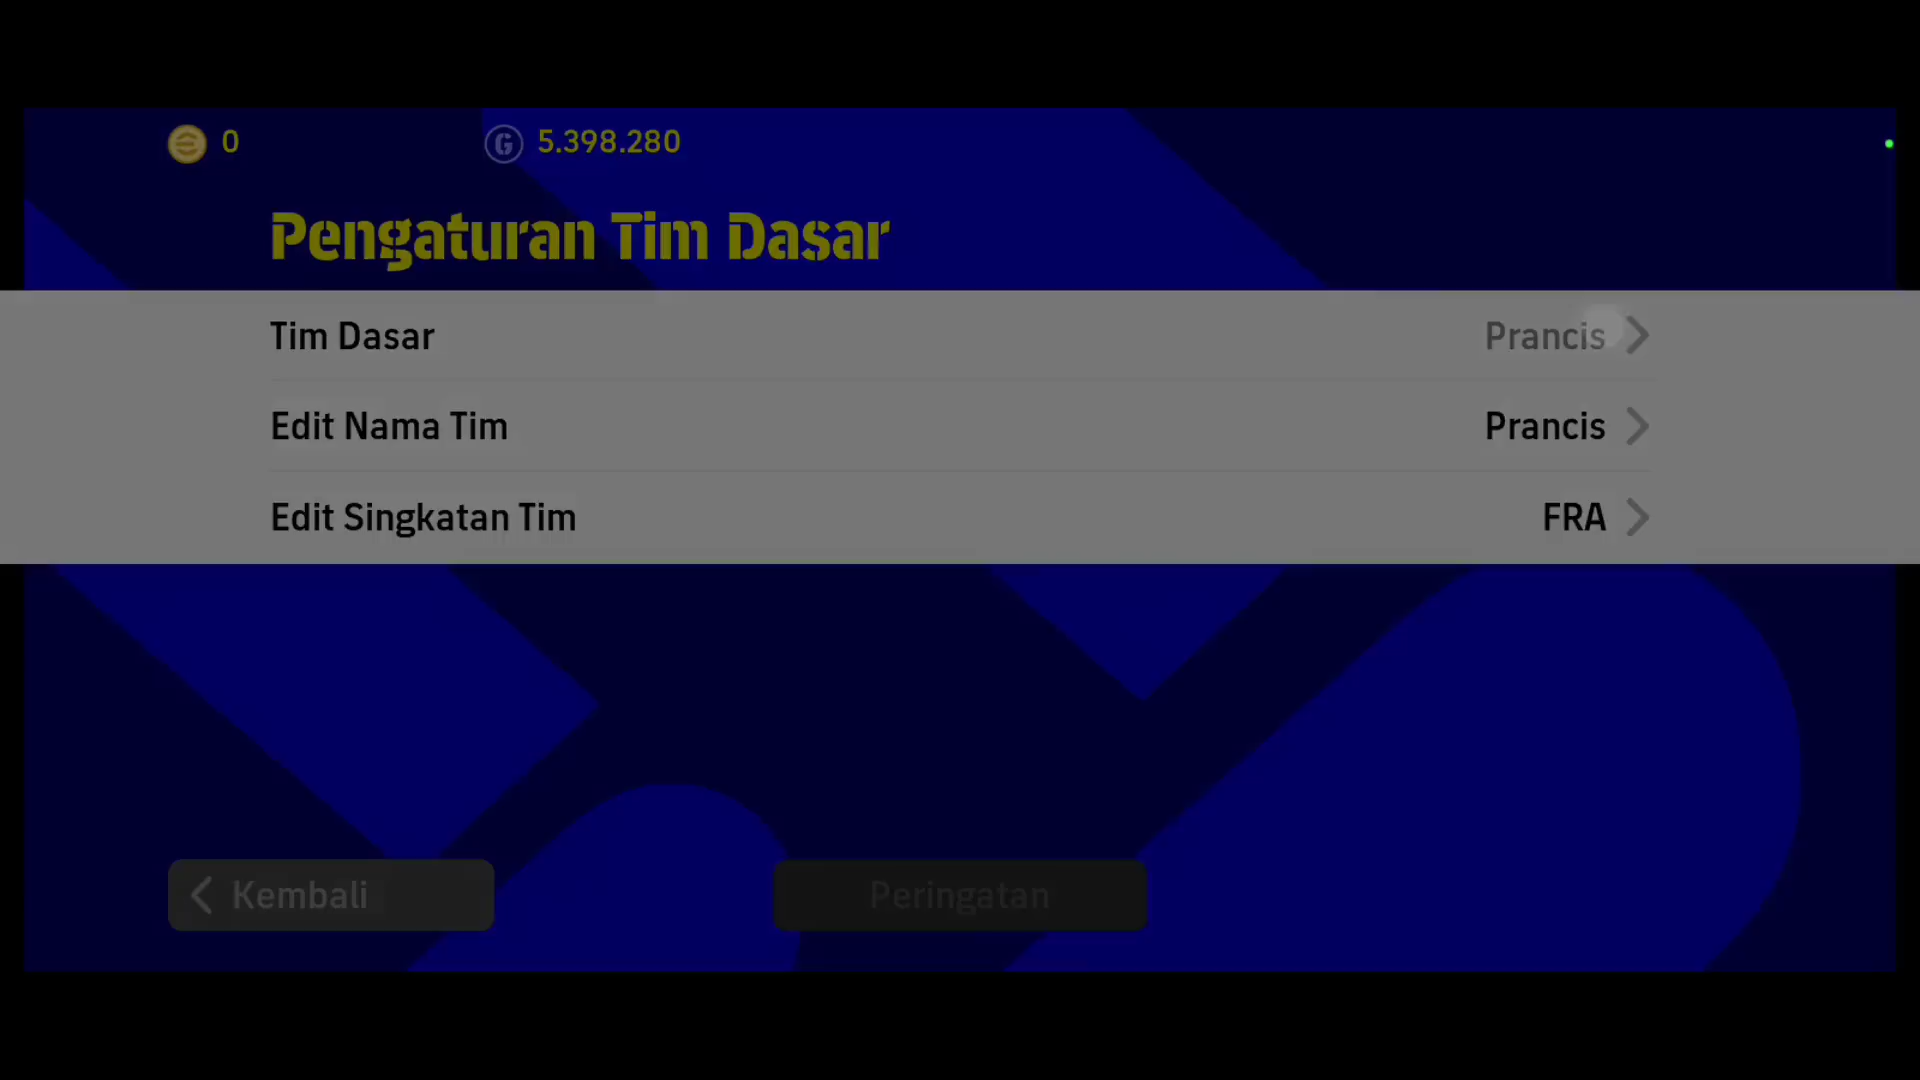 0
G 5.398.280
Pengaturan Tim Dasar
Tim Dasar Prancis
Edit Nama Tim Prancis
Edit Singkatan Tim FRA
Kembali
Peringatan